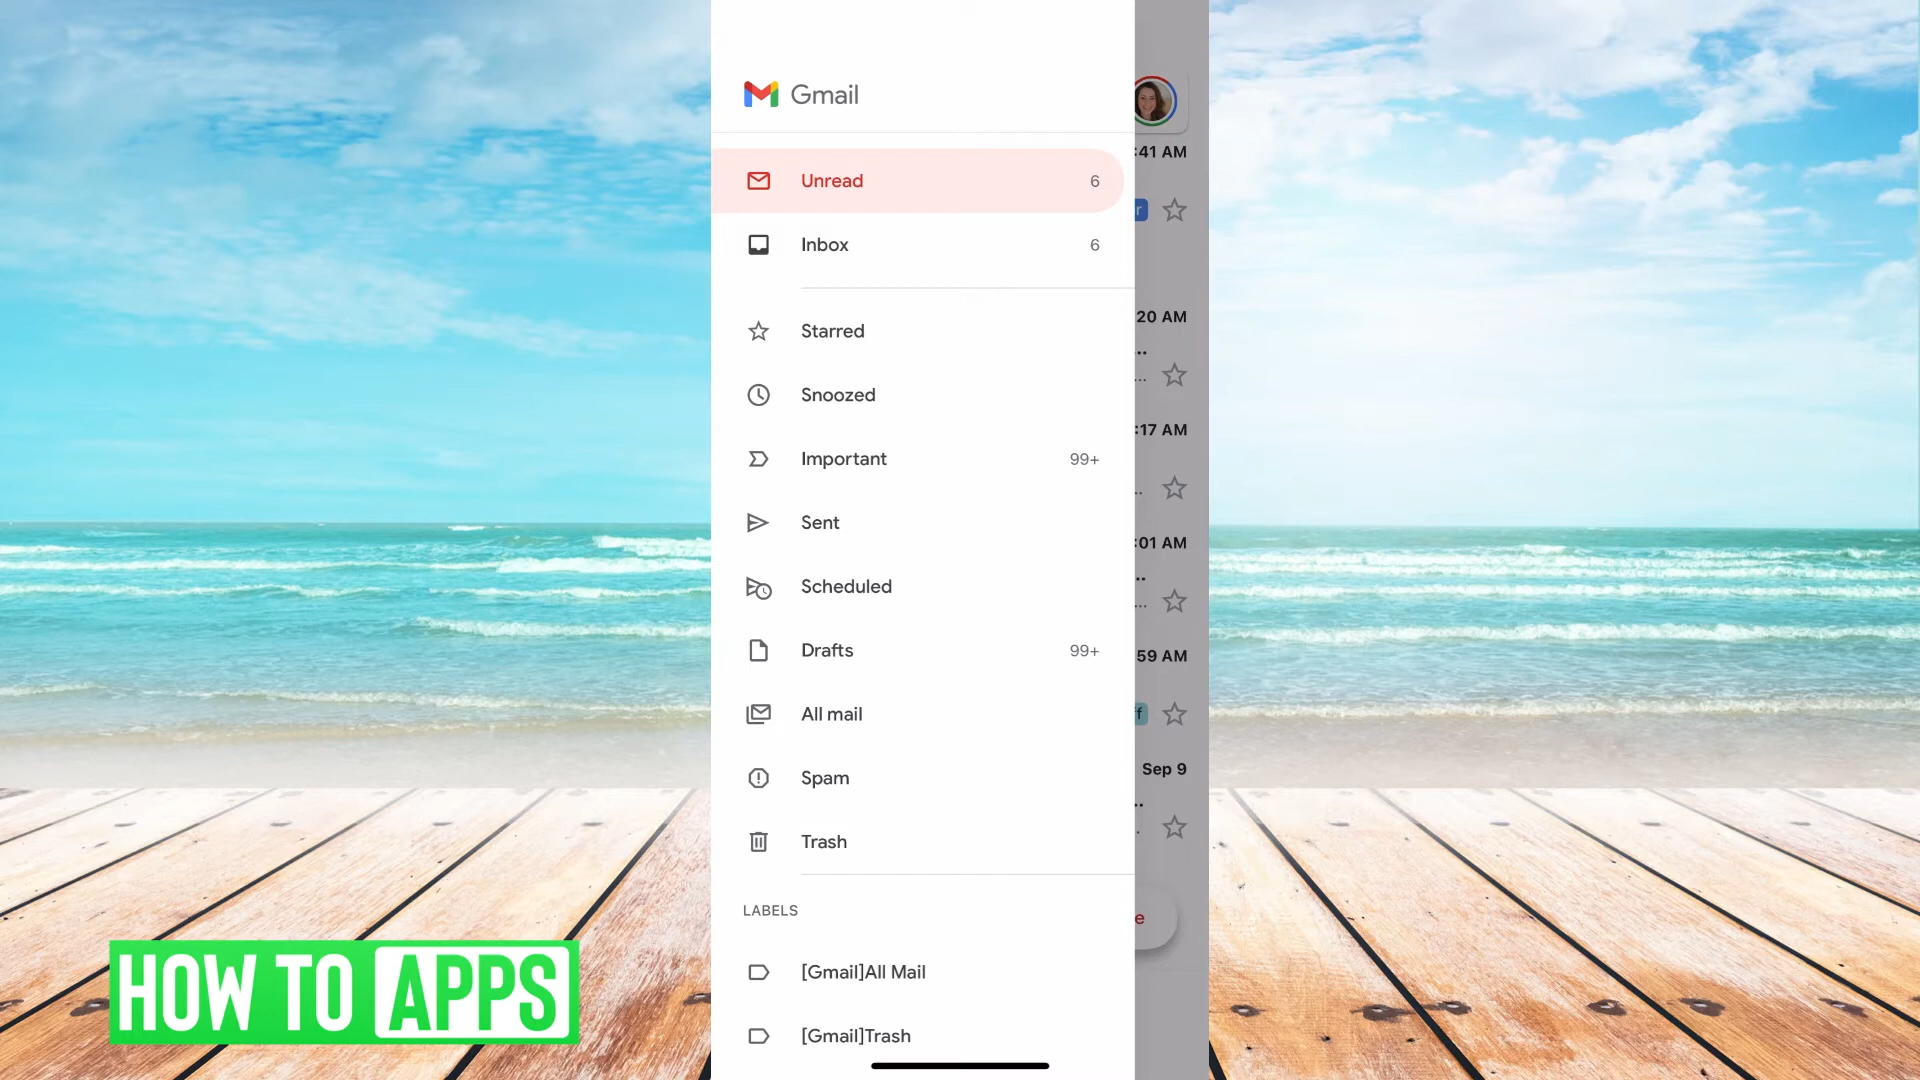 Gmail
:41 AM
Unread 6
r
Inbox 6
20 AM
Starred
Snoozed
:17 AM
Important 99+
Sent
:01 AM
Scheduled
Drafts 99+
59 AM
All mail
f
Sep 9
Spam
Trash
LABELS
e
[Gmail]All Mail
[Gmail]Trash
HOW TO APPS